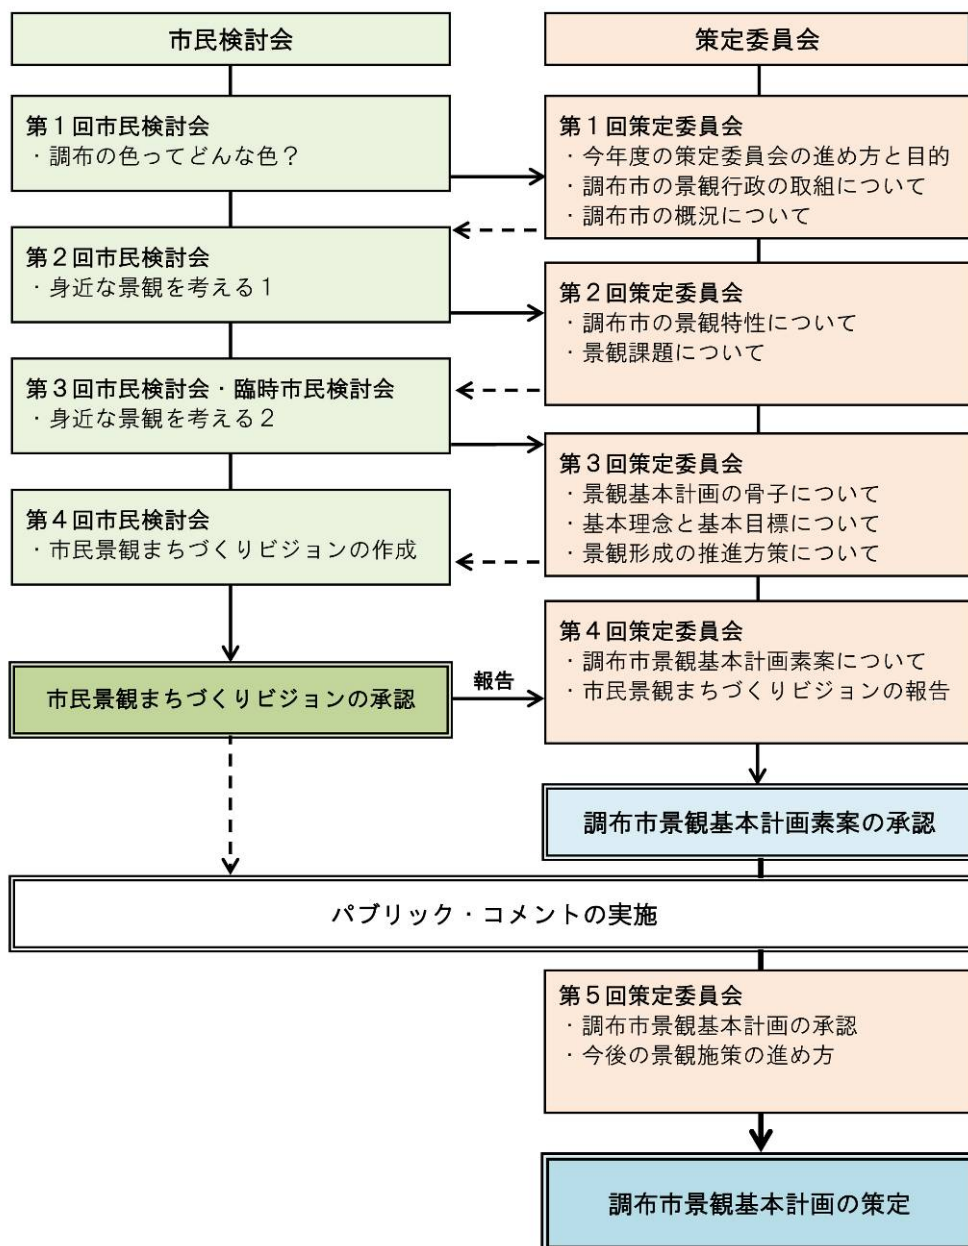 市民検討会
第1回市民検討会
・調布の色ってどんな色?
第2回市民検討会
・身近な景観を考える1
第3回市民検討会・臨時市民検討会
・身近な景観を考える2
第4回市民検討会
・市民景観まちづくりビジョンの作成
市民景観まちづくりビジョンの承認
報告
策定委員会
第1回策定委員会
・今年度の策定委員会の進め方と目的
・調布市の景観行政の取組について
・調布市の概況について
第2回策定委員会
・調布市の景観特性について
・景観課題について
第3回策定委員会
・景観基本計画の骨子について
・基本理念と基本目標について
・景観形成の推進方策について
第4回策定委員会
・調布市景観基本計画素案について
・市民景観まちづくりビジョンの報告
調布市景観基本計画素案の承認
パブリック・コメントの実施
第5回策定委員会
・調布市景観基本計画の承認
・今後の景観施策の進め方
調布市景観基本計画の策定